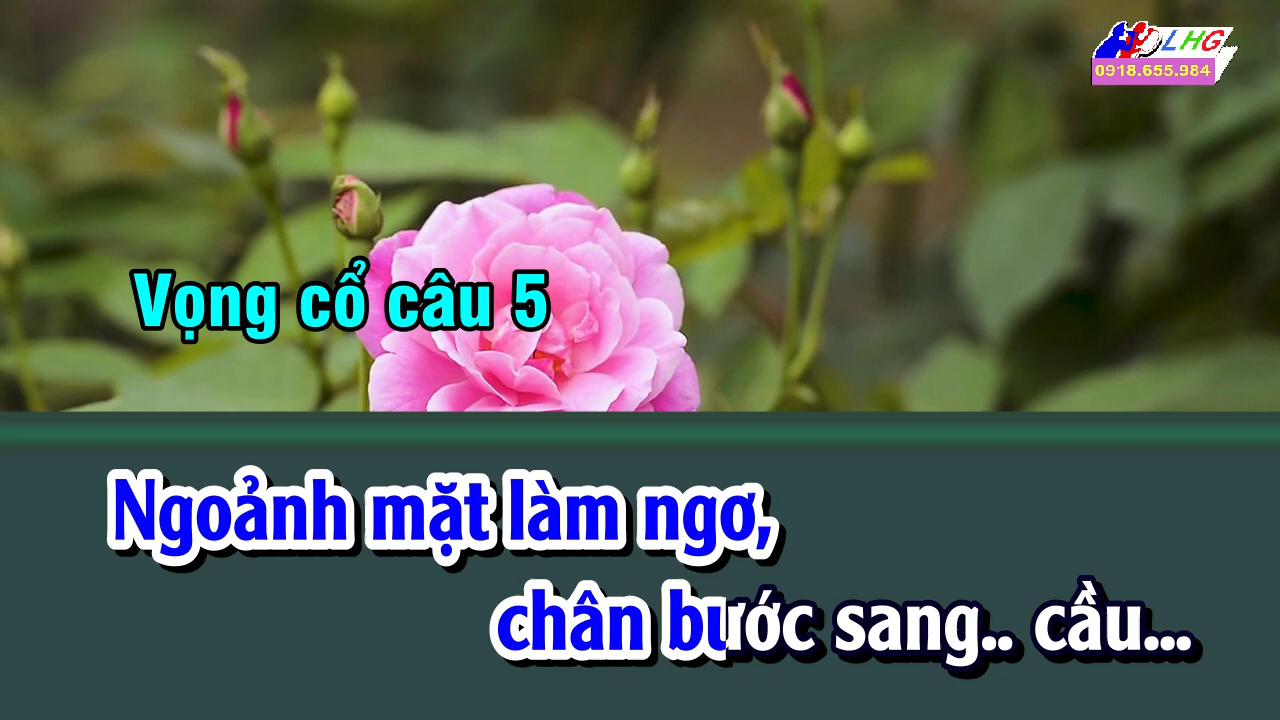 LHG
0918.655.984
Vọng cổ câu 5
Ngoảnh mặt làm ngơ,
chân bước sang.. cầu...